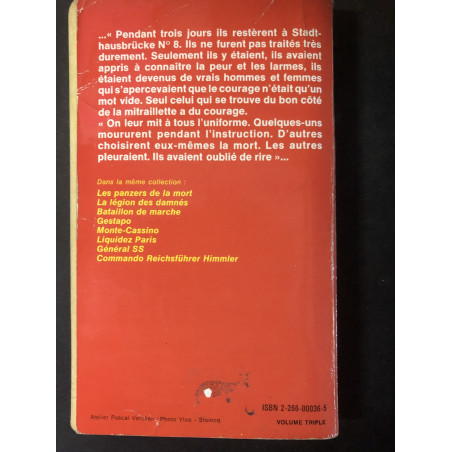 ...« Pendant trois jours ils restèrent à Stadt-
hausbrücke Nº 8. Ils ne furent pas traités très
durement. Seulement ils y étaient, ils avaient
appris à connaître la peur et les larmes, ils
étaient devenus de vrais hommes et femmes
qui s'apercevaient que le courage n'était qu'un
mot vide. Seul celui qui se trouve du bon côté
de la mitraillette a du courage.
« On leur mit à tous l'uniforme. Quelques-uns
moururent pendant l'instruction. D'autres
choisirent eux-mêmes la mort. Les autres
pleuraient. Ils avaient oublié de rire »...
Dans la même collection :
Les panzers de la mort
La légion des damnés
Bataillon de marche
Gestapo
Monte-Cassino
Liquidez Paris
Général SS
Commando Reichsführer Himmler
ISBN 2-266-00036-5
Atelier Pascal Vercken - Photo Viva -
VOLUME TRIPLE